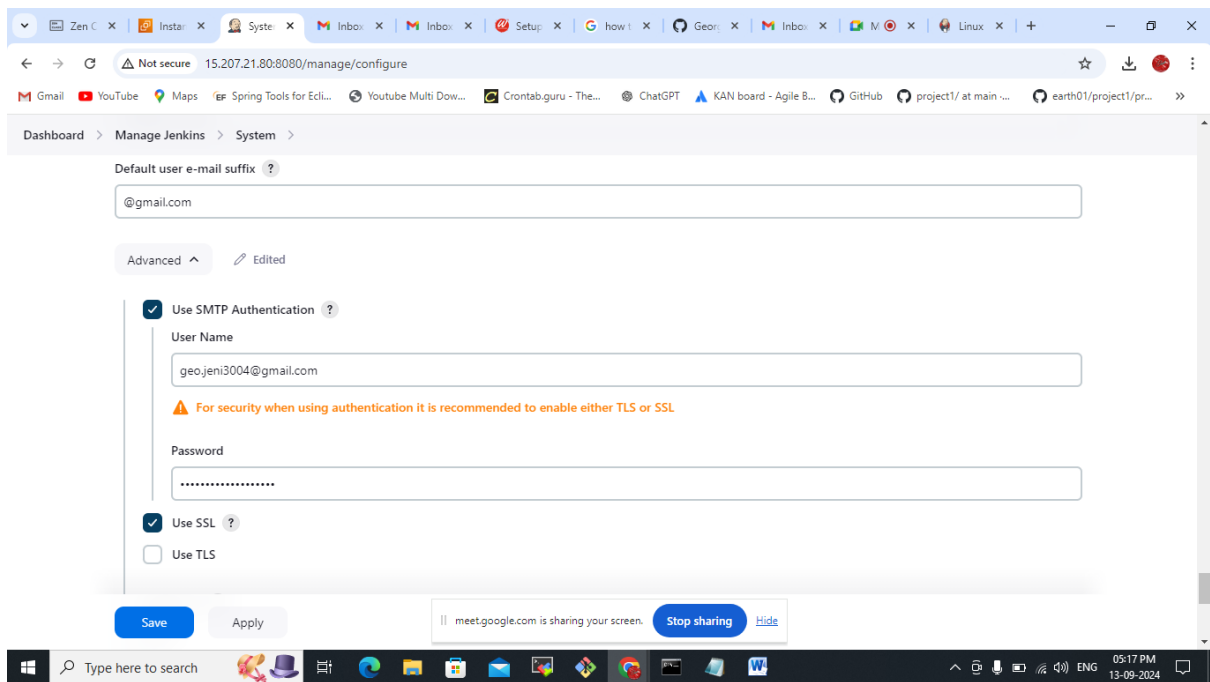 Zen C
Instan
Syste
Inbo
Inbo
Setup
how t
Geor
Inbo
M
Linux
Not secure 15.207.21.80:8080/manage/configure
Gmail YouTube Maps Spring Tools for Ecli... Youtube Multi Dow... Crontab.guru - The... ChatGPT KAN board - Agile B... GitHub project1/ at main ·... earth01/project1/pr... »
Dashboard > Manage Jenkins > System >
Default user e-mail suffix ?
@gmail.com
Advanced Edited
Use SMTP Authentication ?
User Name
geo.jeni3004@gmail.com
For security when using authentication it is recommended to enable either TLS or SSL
Password
Use SSL ?
Use TLS
Save Apply
meet.google.com is sharing your screen. Stop sharing Hide
Type here to search
ENG
05:17 PM
13-09-2024